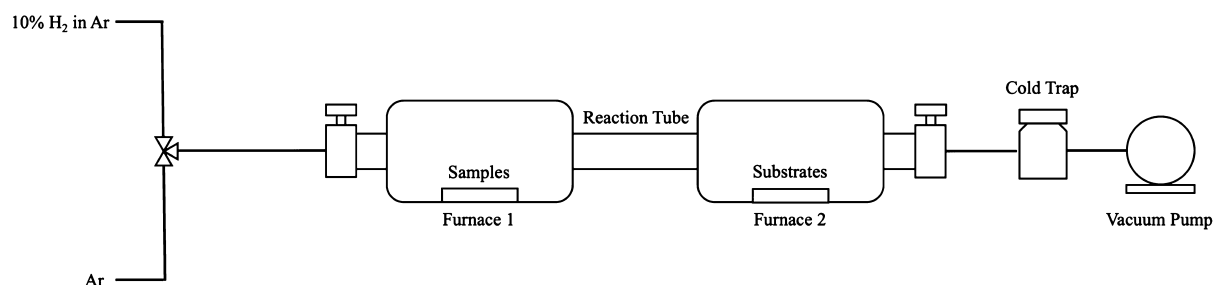 10% H₂ in Ar
Cold Trap
Reaction Tube
Samples
Substrates
Furnace 1
Furnace 2
Vacuum Pump
Ar